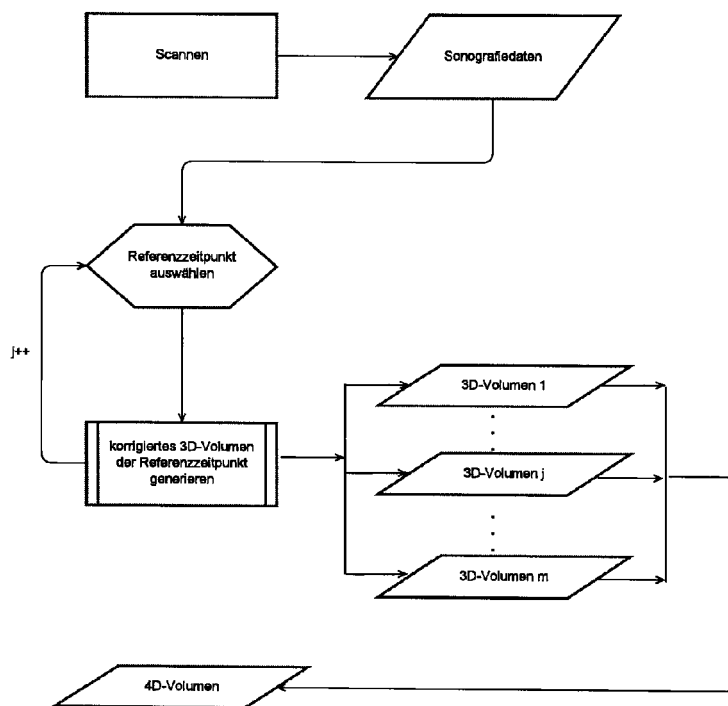 Scannen
Sonografiedaten
Referenzzeitpunkt
auswählen
j++
korrigiertes 3D-Volumen
der Referenzzeitpunkt
generieren
3D-Volumen 1
3D-Volumen j
3D-Volumen m
4D-Volumen